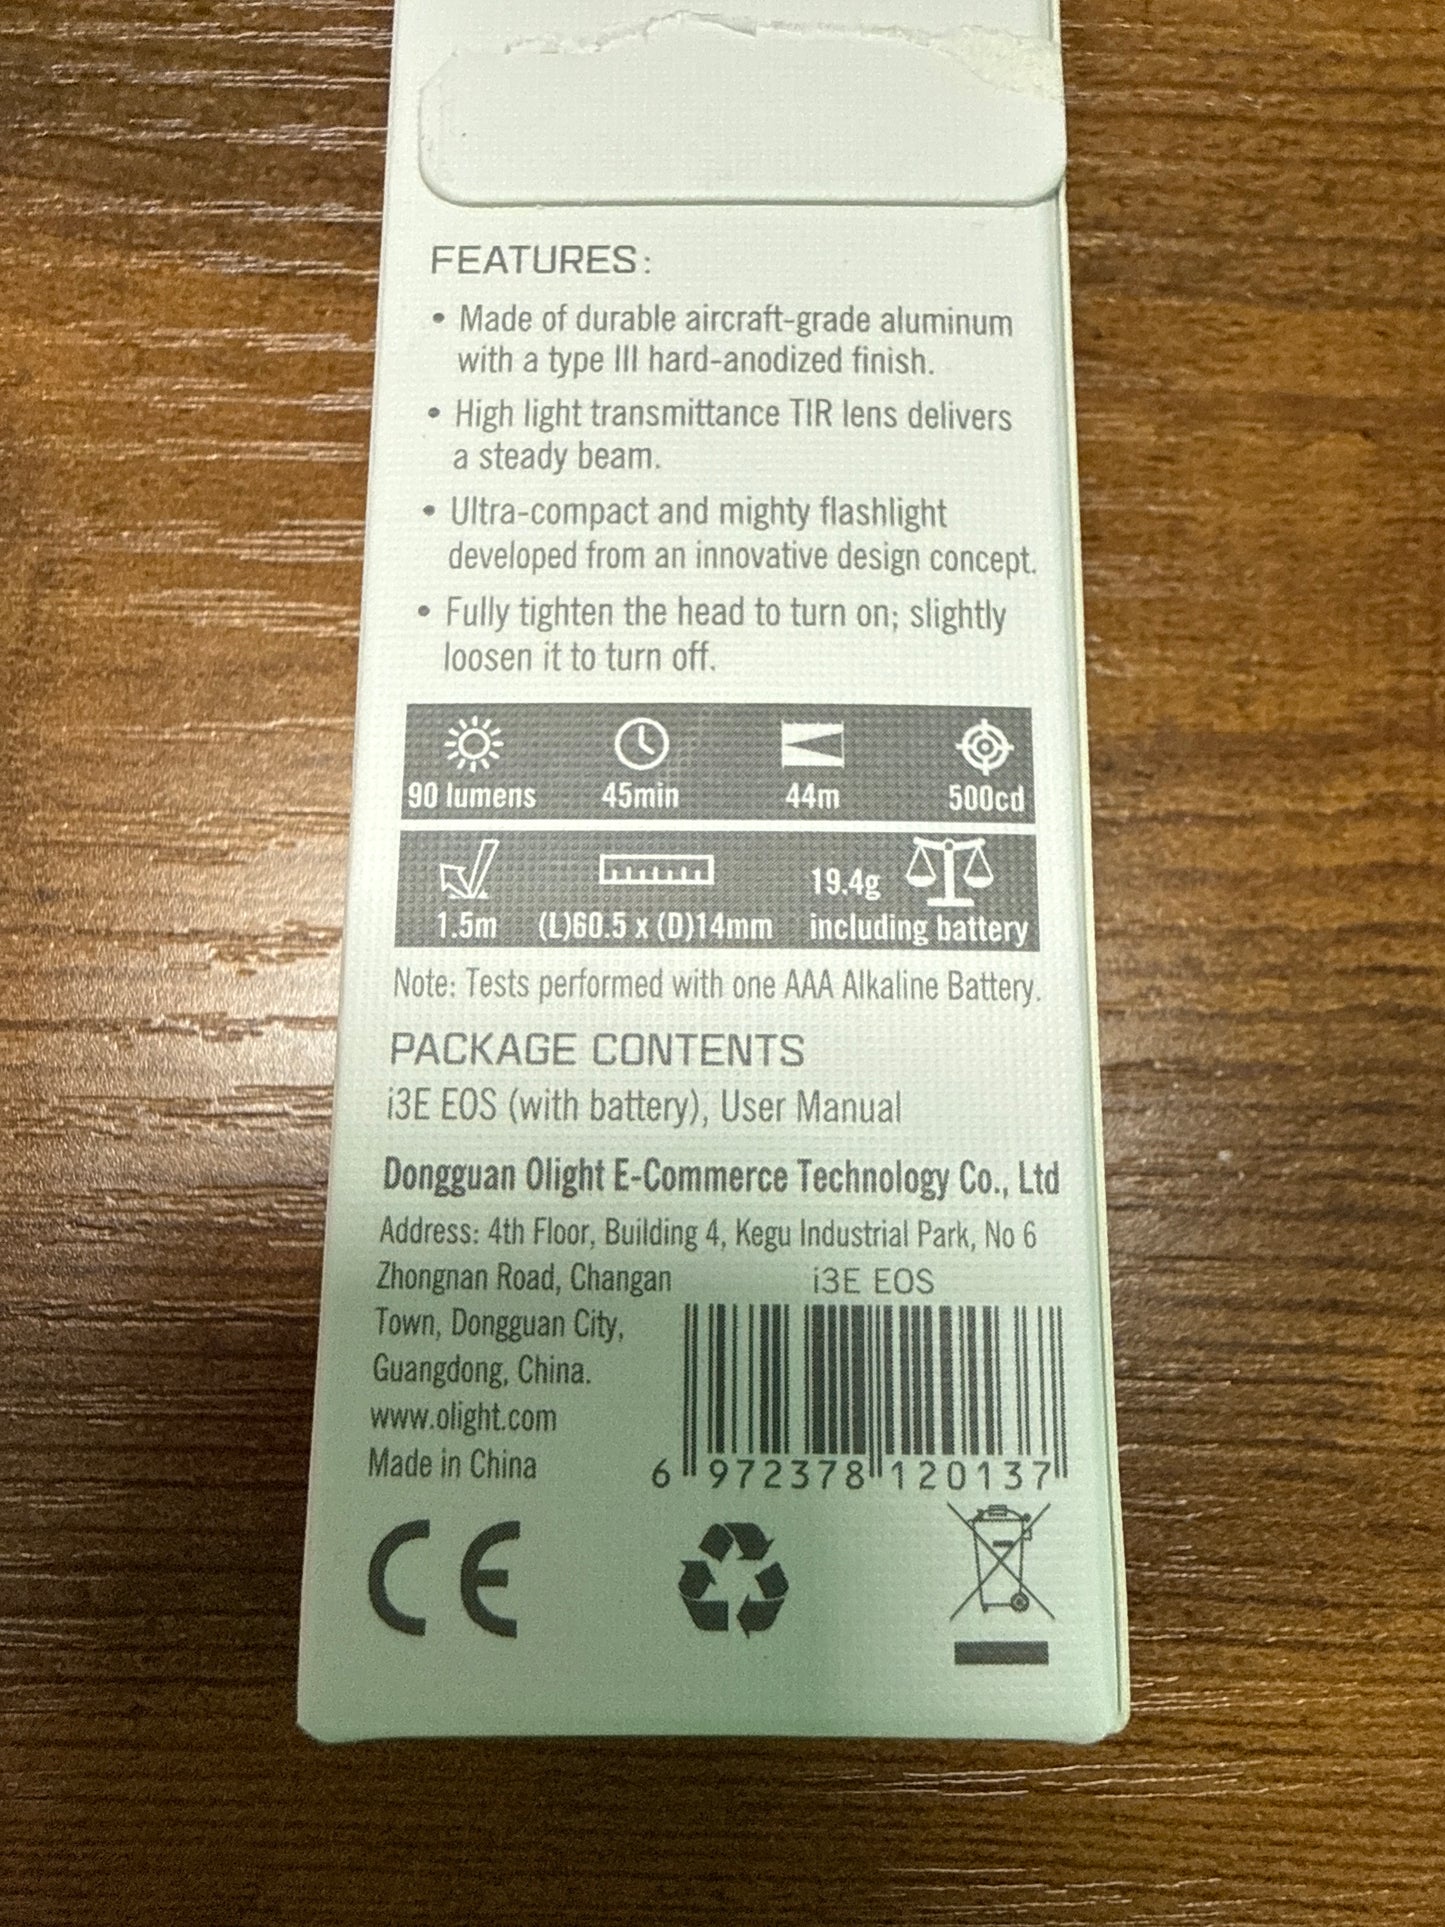 FEATURES:
• Made of durable aircraft-grade aluminum
with a type III hard-anodized finish.
• High light transmittance TIR lens delivers
a steady beam.
• Ultra-compact and mighty flashlight
developed from an innovative design concept.
• Fully tighten the head to turn on; slightly
loosen it to turn off.
90 lumens 45min 44m 500cd
19.4g
1.5m (L)60.5 x (D)14mm including battery
Note: Tests performed with one AAA Alkaline Battery.
PACKAGE CONTENTS
i3E EOS (with battery), User Manual
Dongguan Olight E-Commerce Technology Co., Ltd
Address: 4th Floor, Building 4, Kegu Industrial Park, No 6
Zhongnan Road, Changan
Town, Dongguan City,
Guangdong, China.
www.olight.com
Made in China
i3E EOS
6 972378 120137
CE